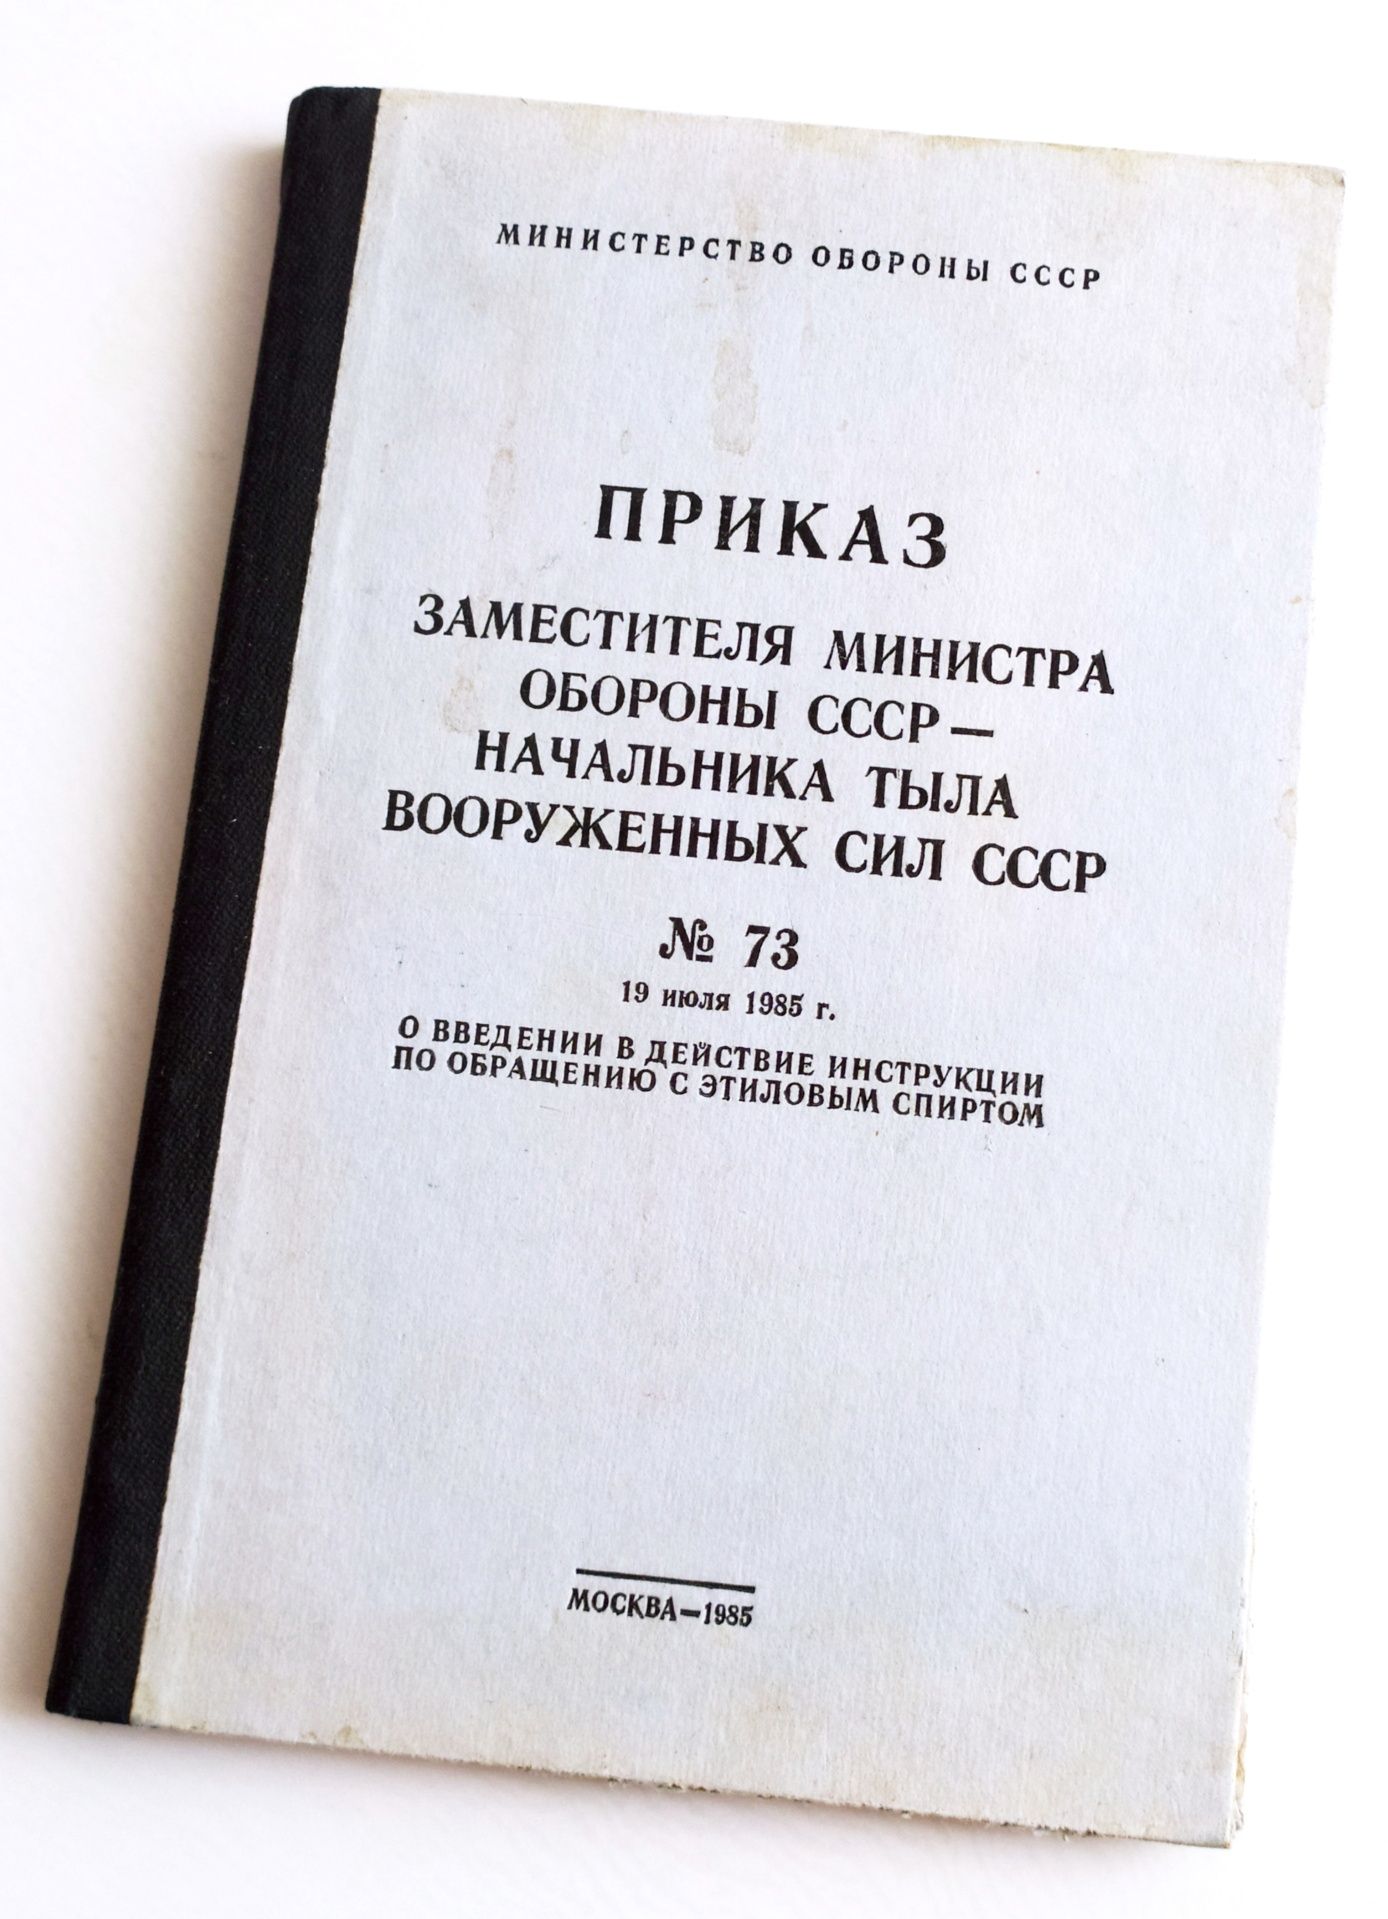 МИНИСТЕРСТВО ОБОРОНЫ СССР
ПРИКАЗ
ЗАМЕСТИТЕЛЯ МИНИСТРА
ОБОРОНЫ СССР —
НАЧАЛЬНИКА ТЫЛА
ВООРУЖЕННЫХ СИЛ СССР
№ 73
19 июля 1985 г.
О ВВЕДЕНИИ В ДЕЙСТВИЕ ИНСТРУКЦИИ
ПО ОБРАЩЕНИЮ С ЭТИЛОВЫМ СПИРТОМ
МОСКВА—1985